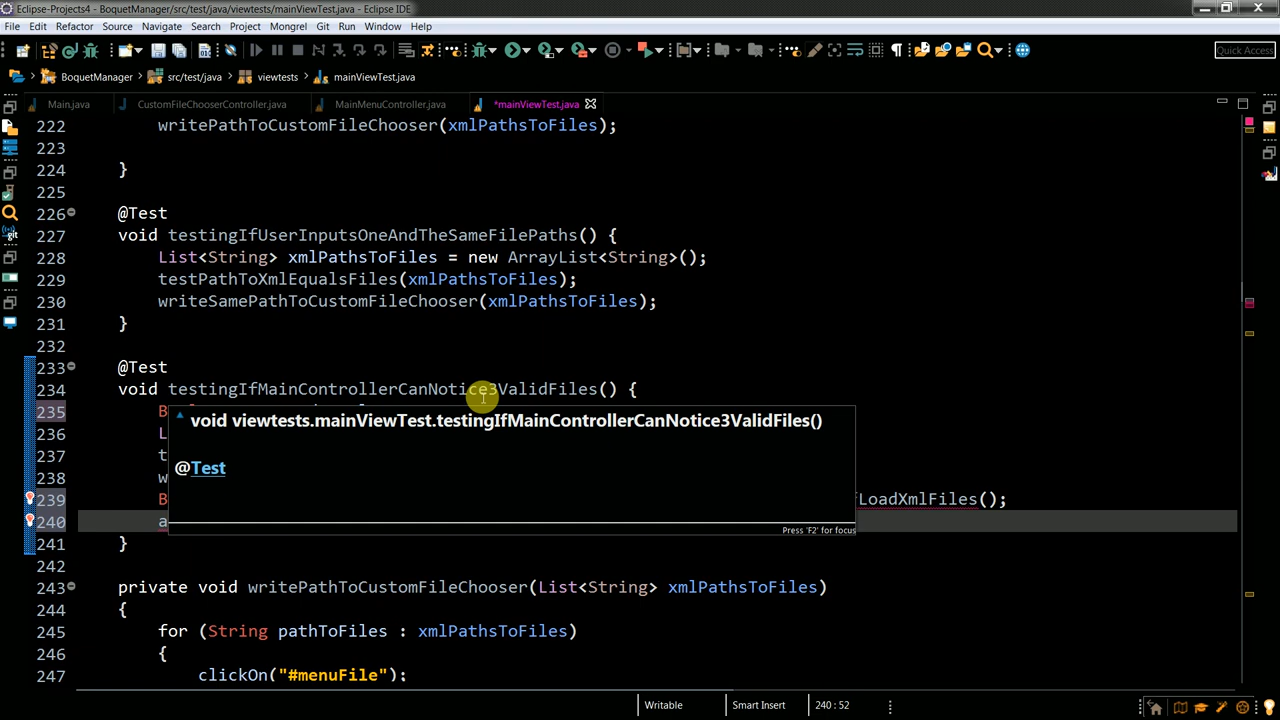 Eclipse-Projects4 - BoquetManager/src/test/java/viewtests/mainViewTest.java - Eclipse IDE
File Edit Refactor Source Navigate Search Project Mongrel Git Run Window Help
Quick Access
BoquetManager src/test/java viewtests mainViewTest.java
Main.java CustomFileChooserController.java MainMenuController.java *mainViewTest.java
222 writePathToCustomFileChooser(xmlPathsToFiles);
223
224 }
225
226 @Test
227 void testingIfUserInputsOneAndTheSameFilePaths() {
228 List<String> xmlPathsToFiles = new ArrayList<String>();
229 testPathToXmlEqualsFiles(xmlPathsToFiles);
230 writeSamePathToCustomFileChooser(xmlPathsToFiles);
231 }
232
233 @Test
234 void testingIfMainControllerCanNotice3ValidFiles() {
235 B
void viewtests.mainViewTest.testingIfMainControllerCanNotice3ValidFiles()
236 L
237 t
@Test
238 w
239 B LoadXmlFiles();
240 a
Press 'F2' for focus
241 }
242
243 private void writePathToCustomFileChooser(List<String> xmlPathsToFiles)
244 {
245 for (String pathToFiles : xmlPathsToFiles)
246 {
247 clickOn("#menuFile");
Writable Smart Insert 240 : 52